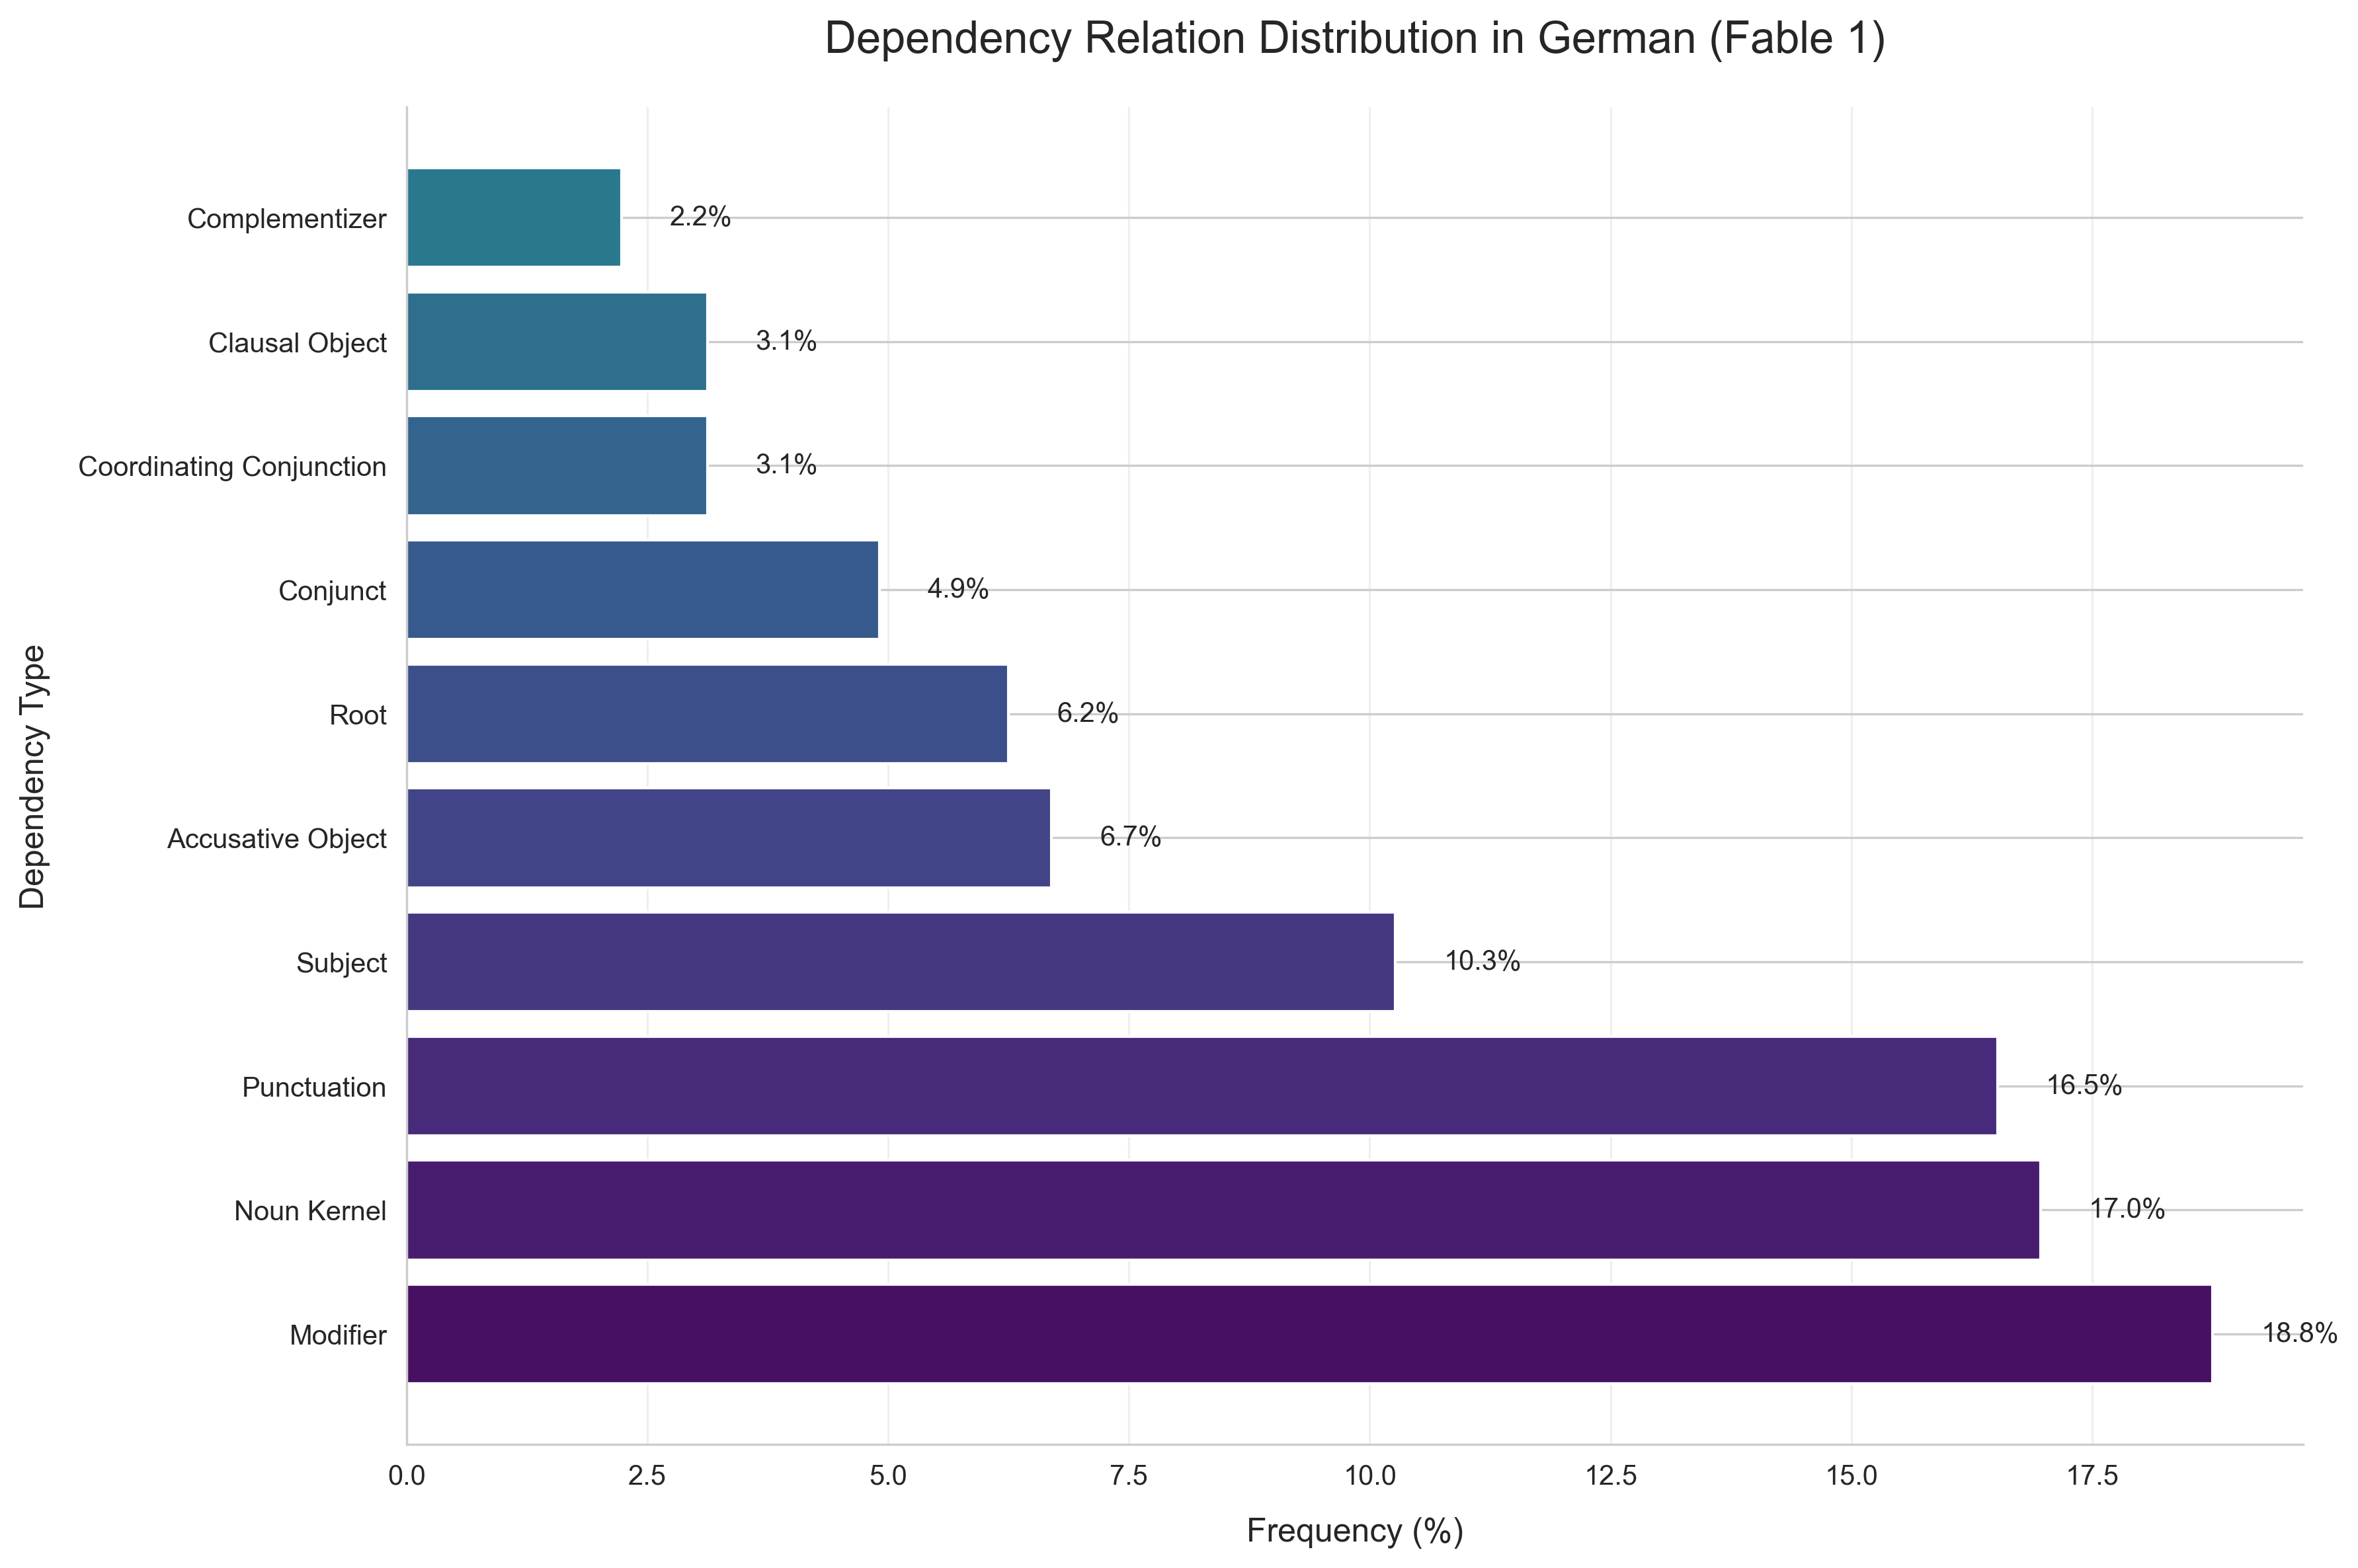 Dependency Relation Distribution in German (Fable 1)
Complementizer 2.2%
Clausal Object 3.1%
Coordinating Conjunction 3.1%
Conjunct 4.9%
Root 6.2%
Accusative Object 6.7%
Subject 10.3%
Punctuation 16.5%
Noun Kernel 17.0%
Modifier 18.8%
Dependency Type
0.0 2.5 5.0 7.5 10.0 12.5 15.0 17.5
Frequency (%)